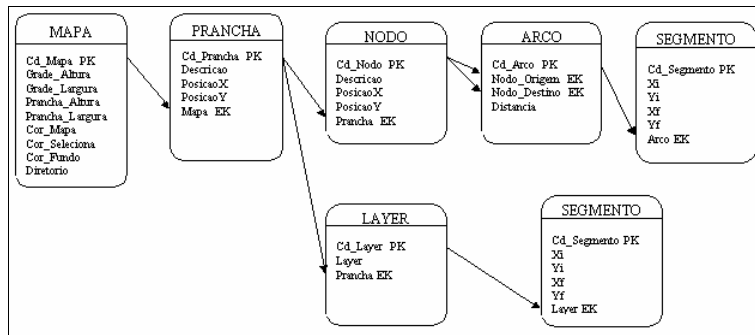 MAPA
Cd_Mapa PK
Grade_Altura
Grade_Largura
Prancha_Altura
Prancha_Largura
Cor_Mapa
Cor_Seleciona
Cor_Fundo
Diretorio
PRANCHA
Cd_Prancha PK
Descricao
PosicaoX
PosicaoY
Mapa EK
NODO
Cd_Nodo PK
Descricao
PosicaoX
PosicaoY
Prancha EK
ARCO
Cd_Arco PK
Nodo_Origem EK
Nodo_Destino EK
Distancia
SEGMENTO
Cd_Segmento PK
Xi
Yi
Xf
Yf
Arco EK
LAYER
Cd_Layer PK
Layer
Prancha EK
SEGMENTO
Cd_Segmento PK
Xi
Yi
Xf
Yf
Layer EK